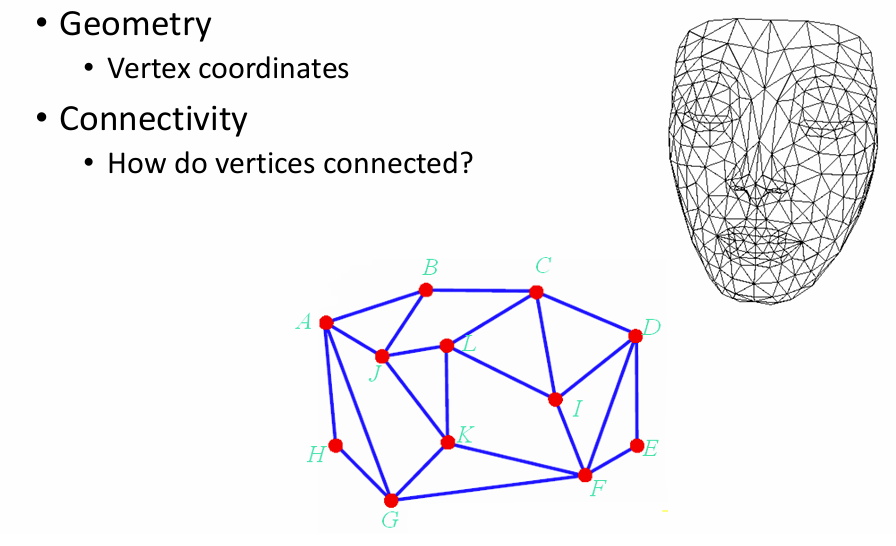 • Geometry
• Vertex coordinates
• Connectivity
• How do vertices connected?
B
C
A
D
L
J
I
K
H
E
F
G